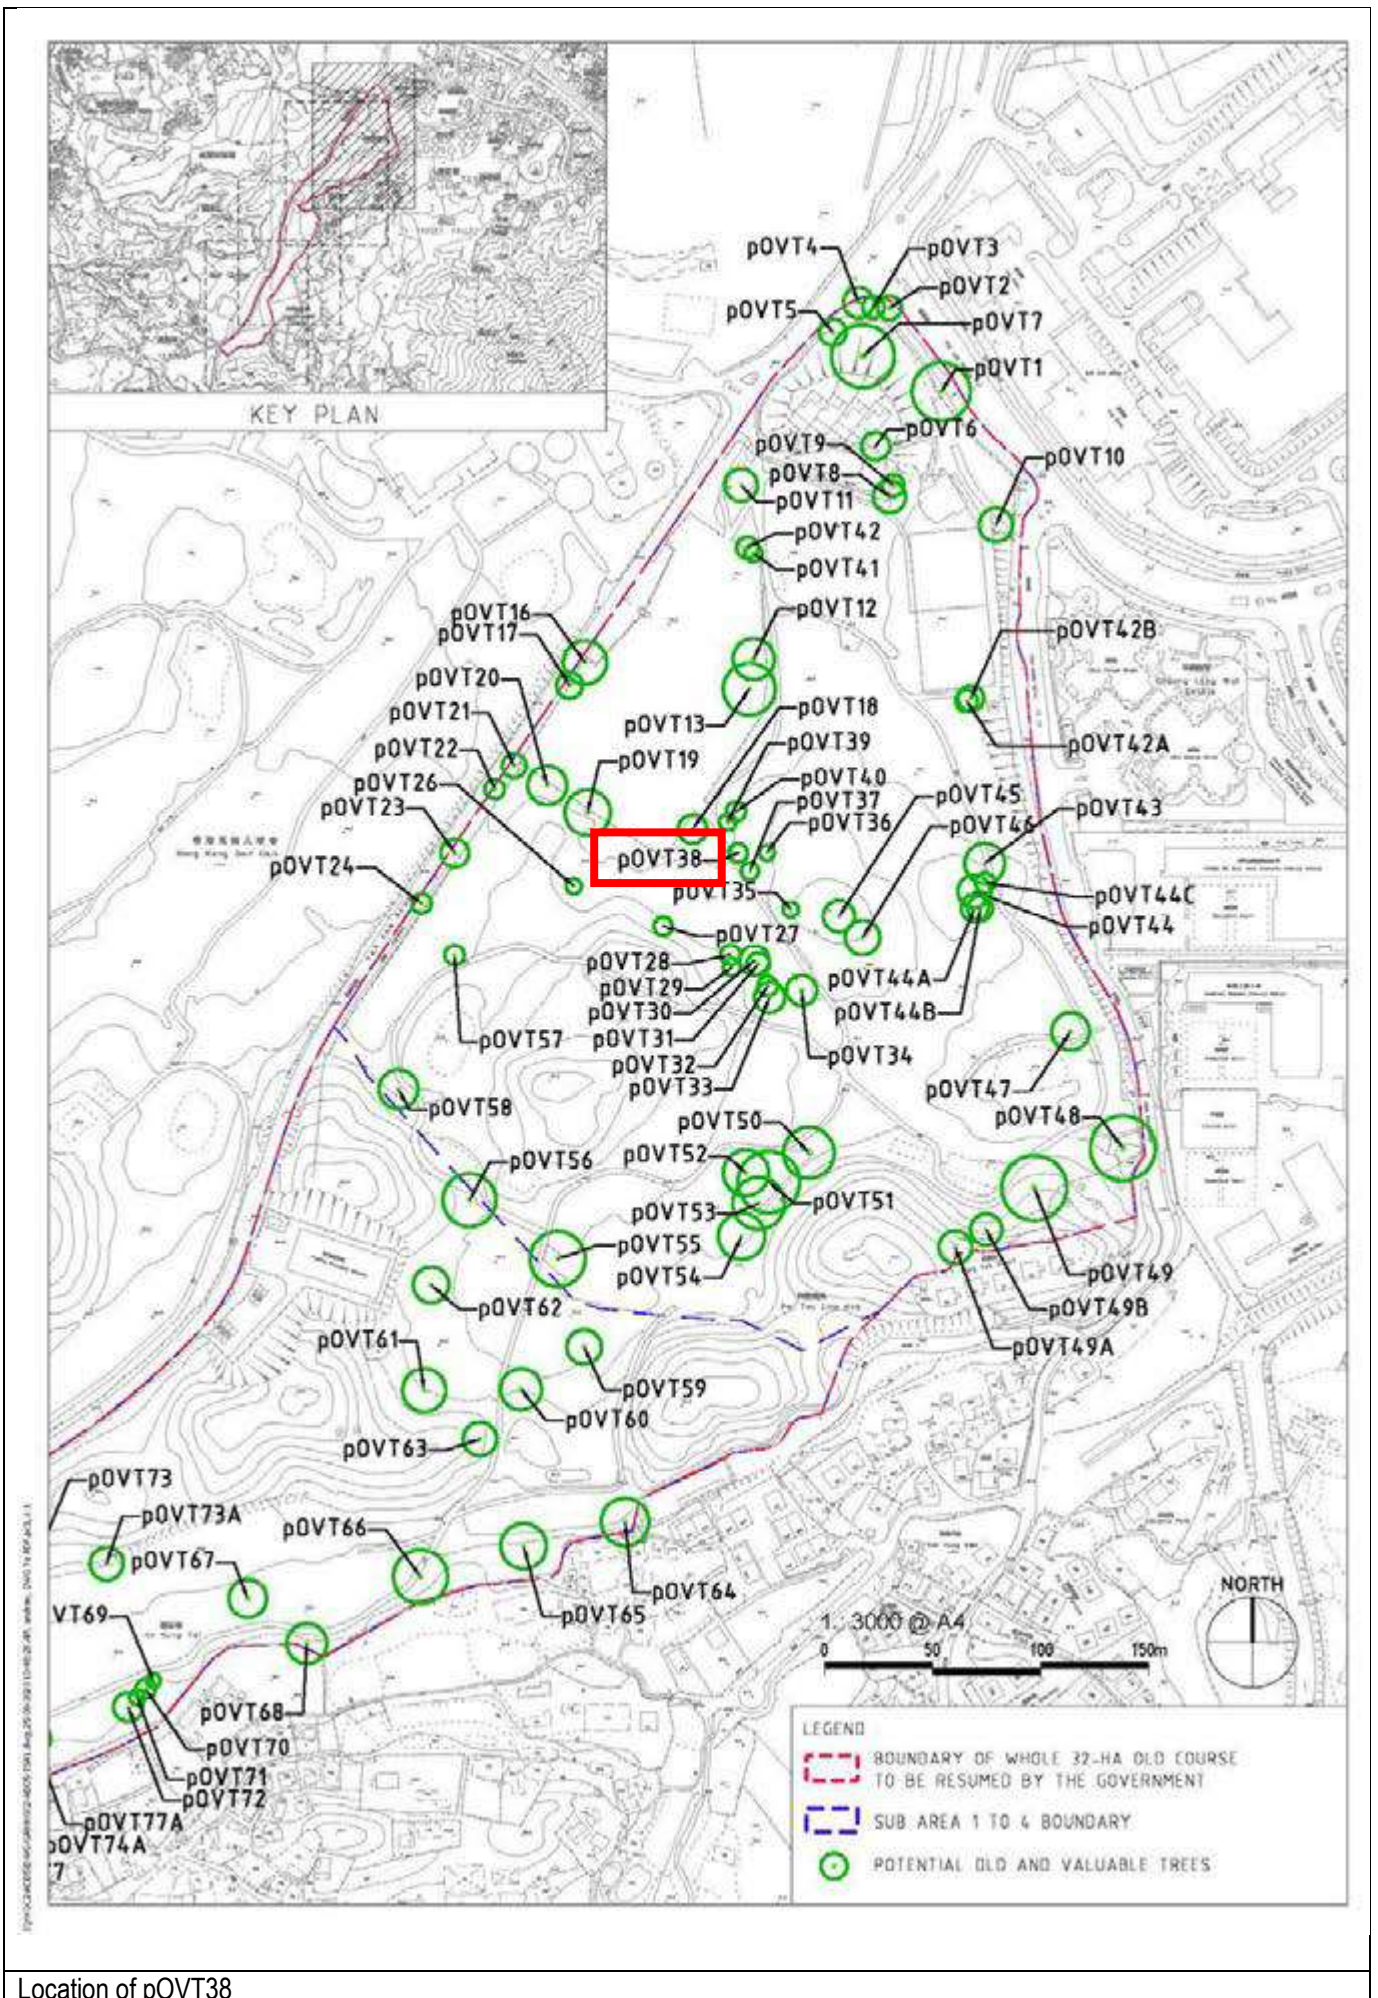 KEY PLAN
pOVT4
pOVT3
pOVT2
pOVT5
pOVT7
pOVT1
pOVT6
pOVT9
pOVT10
pOVT8
pOVT11
pOVT42
pOVT41
pOVT16
pOVT12
pOVT17
pOVT42B
pOVT20
pOVT21
pOVT18
pOVT13
pOVT39
pOVT42A
pOVT22
pOVT19
pOVT26
pOVT40
pOVT37
pOVT45
pOVT23
pOVT43
pOVT36
pOVT46
pOVT38
pOVT24
pOVT35
pOVT44C
pOVT44
pOVT27
pOVT28
pOVT44A
pOVT29
pOVT30
pOVT44B
pOVT57
pOVT31
pOVT34
pOVT32
pOVT33
pOVT47
pOVT58
pOVT48
pOVT50
pOVT52
pOVT56
pOVT51
pOVT53
pOVT55
pOVT54
pOVT49
pOVT62
pOVT49B
pOVT61
pOVT49A
pOVT59
pOVT60
pOVT63
pOVT73
pOVT73A
pOVT66
pOVT67
pOVT64
pOVT65
VT69
pOVT68
pOVT70
pOVT71
pOVT72
pOVT77A
pOVT74A
7
NORTH
1: 3000 @ A4
0 50 100 150m
LEGEND
BOUNDARY OF WHOLE 32-HA OLD COURSE
TO BE RESUMED BY THE GOVERNMENT
SUB AREA 1 TO 4 BOUNDARY
POTENTIAL OLD AND VALUABLE TREES
Location of pOVT38